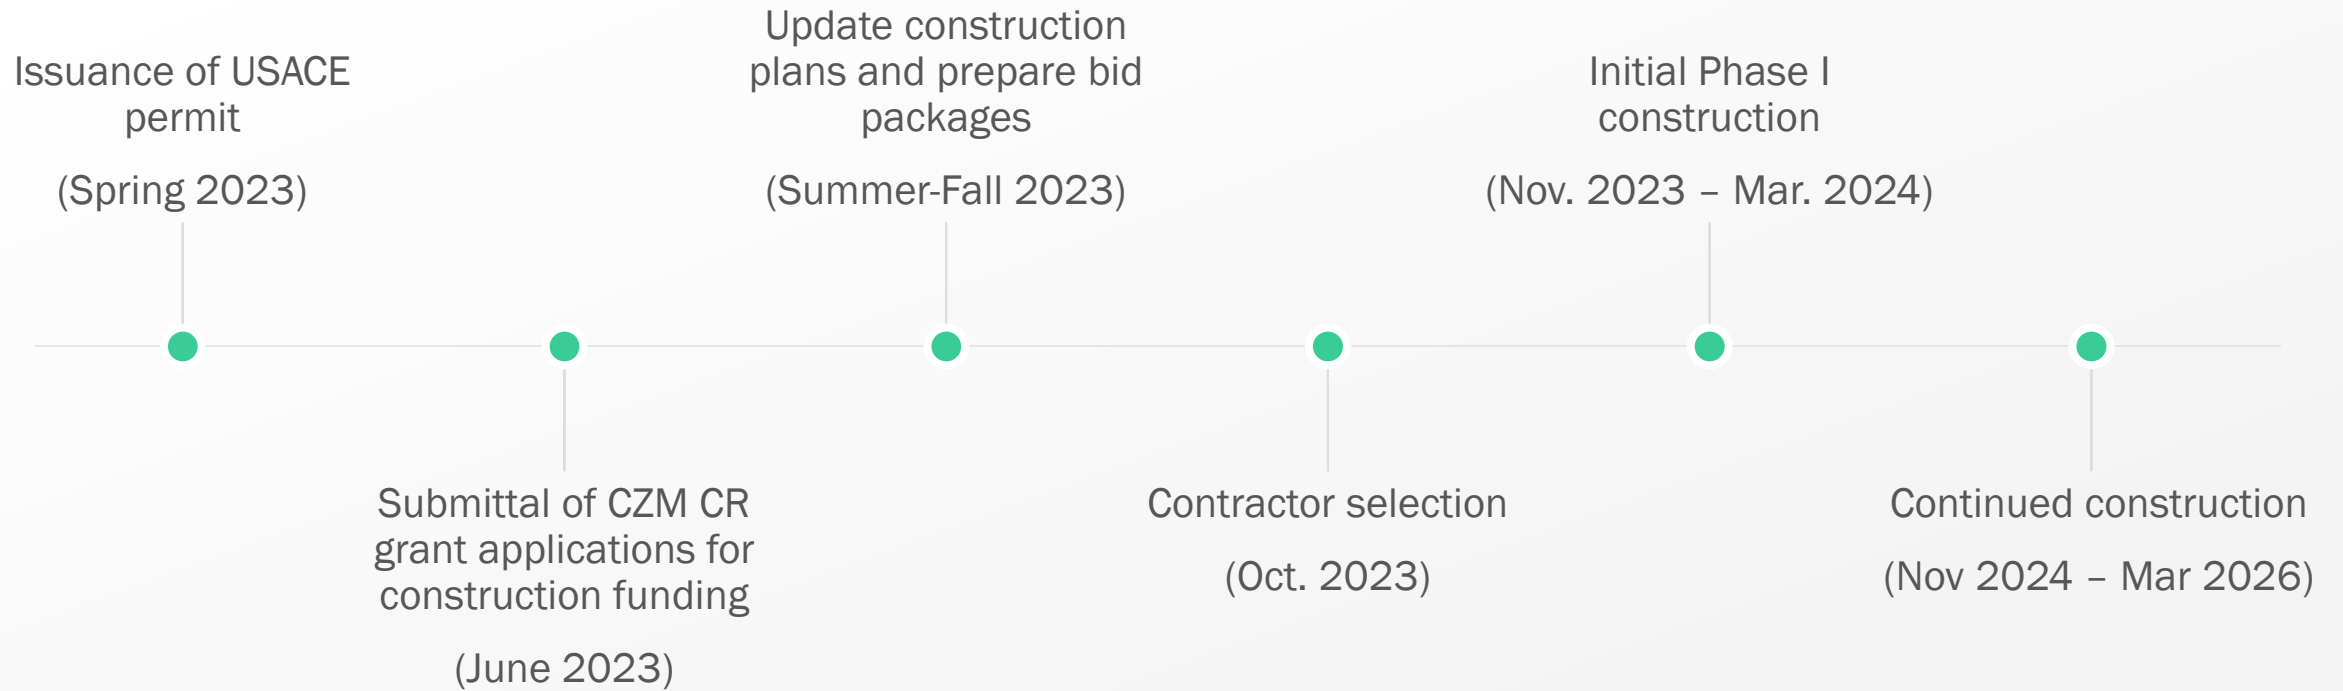 Issuance of USACE
permit
(Spring 2023)
Submittal of CZM CR
grant applications for
construction funding
(June 2023)
Update construction
plans and prepare bid
packages
(Summer-Fall 2023)
Contractor selection
(Oct. 2023)
Initial Phase I
construction
(Nov. 2023 – Mar. 2024)
Continued construction
(Nov 2024 – Mar 2026)